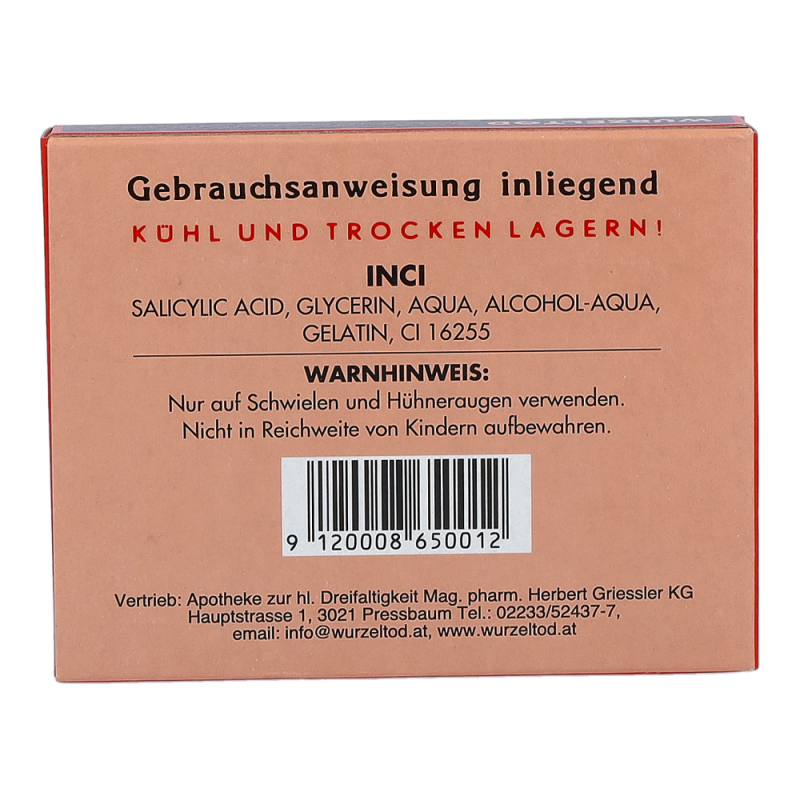 WURZELTOD
Gebrauchsanweisung inliegend
KÜHL UND TROCKEN LAGERN!
INCI
SALICYLIC ACID, GLYCERIN, AQUA, ALCOHOL-AQUA,
GELATIN, CI 16255
WARNHINWEIS:
Nur auf Schwielen und Hühneraugen verwenden.
Nicht in Reichweite von Kindern aufbewahren.
9 120008 650012
Vertrieb: Apotheke zur hl. Dreifaltigkeit Mag. pharm. Herbert Griessler KG
Hauptstrasse 1, 3021 Pressbaum Tel.: 02233/52437-7,
email: info@wurzeltod.at, www.wurzeltod.at